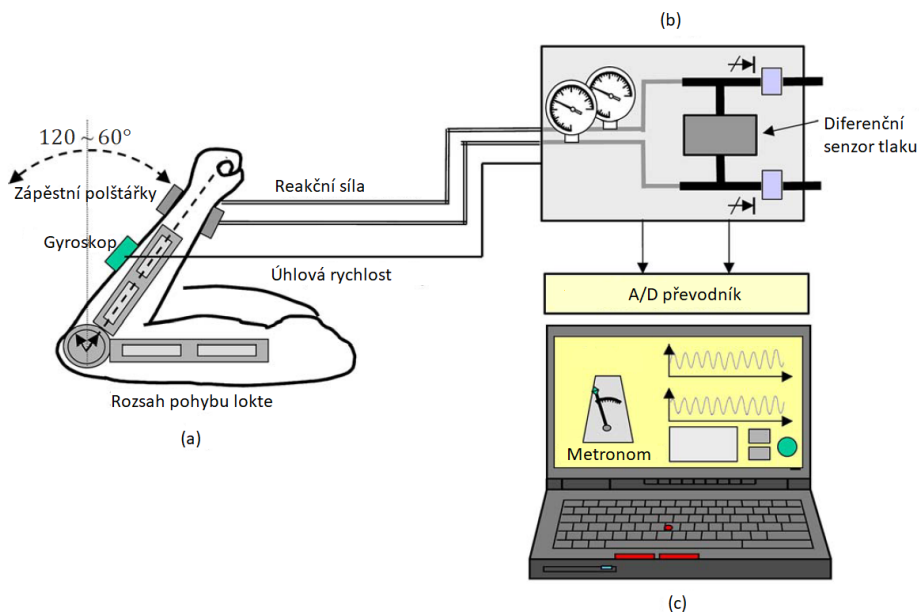 (b)
120 ~ 60°
Zápěstní polštářky
Gyroskop
Reakční síla
Úhlová rychlost
Diferenční
senzor tlaku
A/D převodník
Rozsah pohybu lokte
(a)
Metronom
(c)